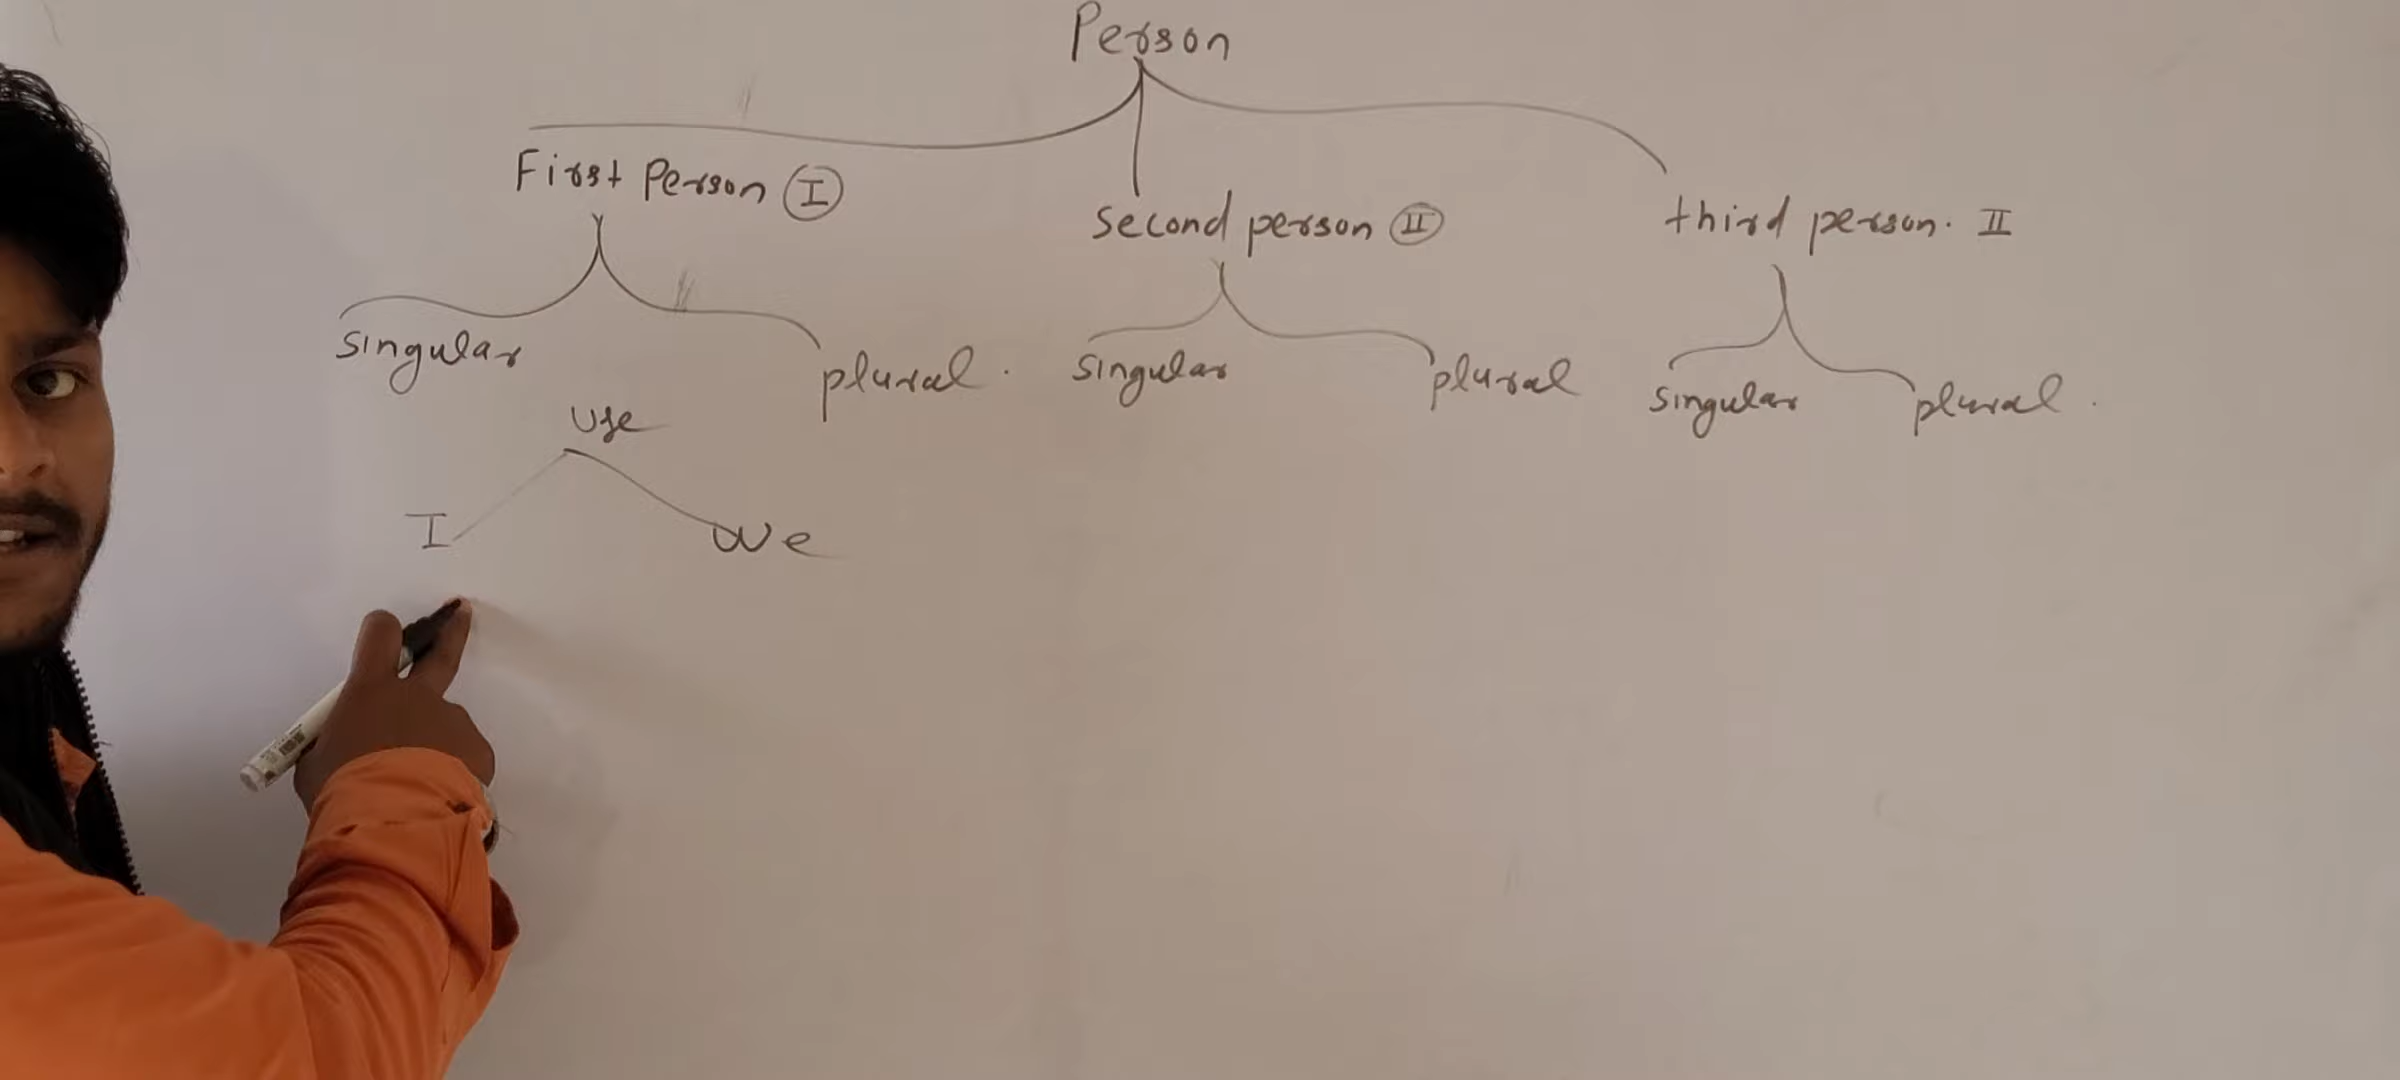 Person
First Person I
second person II
third person. II
singular
plural.
singular
plural
singular
plural.
Use
I
We